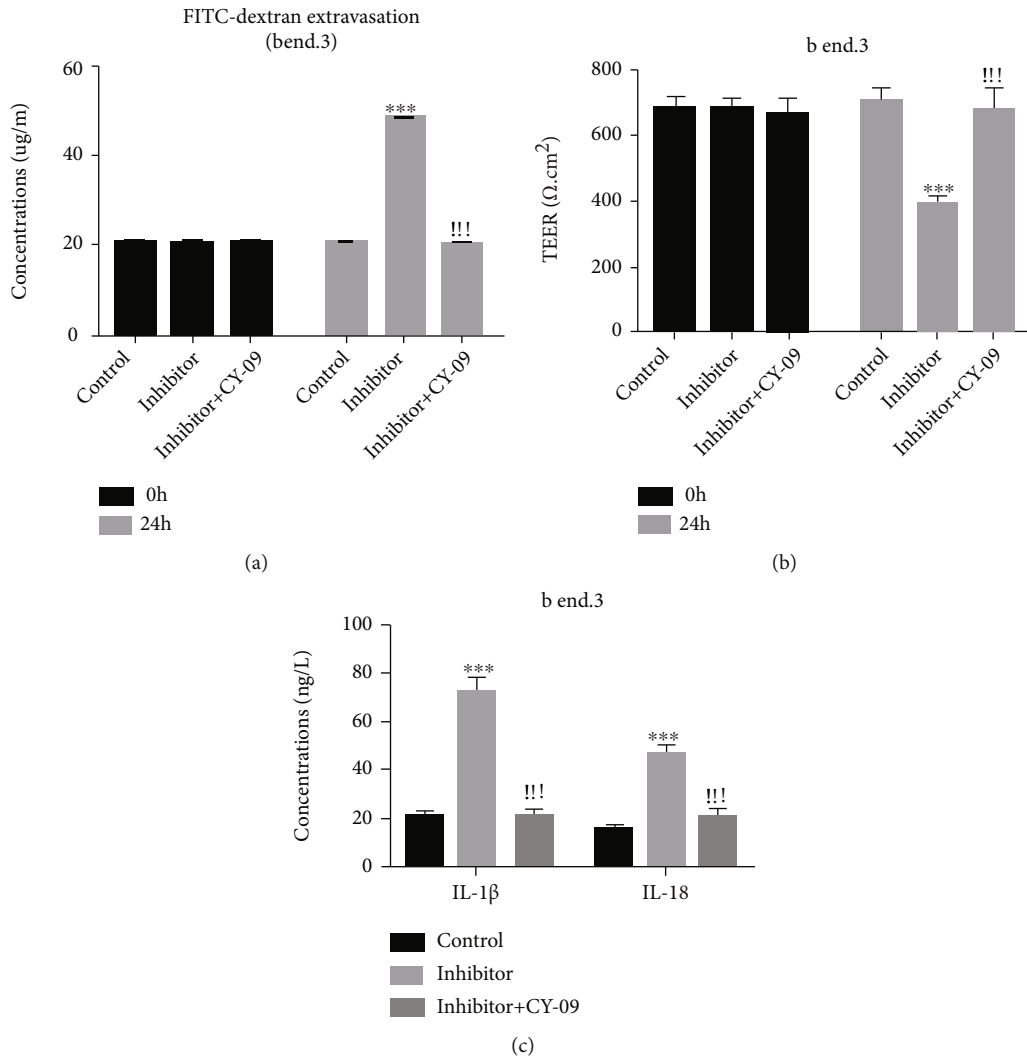 FITC-dextran extravasation
(bend.3)
Concentrations (ug/m)
60
40
20
0
***
!!!
Control
Inhibitor
Inhibitor+CY-09
Control
Inhibitor
Inhibitor+CY-09
0h
24h
(a)
b end.3
TEER (Ω.cm²)
800
600
400
200
0
***
!!!
Control
Inhibitor
Inhibitor+CY-09
Control
Inhibitor
Inhibitor+CY-09
0h
24h
(b)
b end.3
Concentrations (ng/L)
100
80
60
40
20
0
***
!!!
***
!!!
IL-1β
IL-18
Control
Inhibitor
Inhibitor+CY-09
(c)